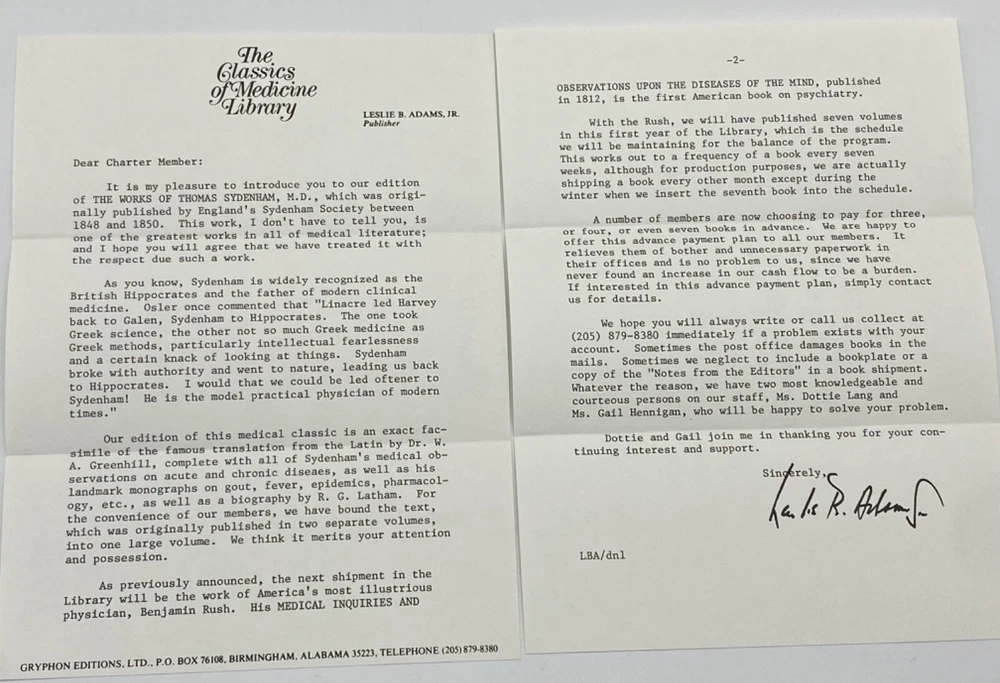 The
Classics
of Medicine
Library
LESLIE B. ADAMS, JR.
Publisher
Dear Charter Member:
It is my pleasure to introduce you to our edition
of THE WORKS OF THOMAS SYDENHAM, M.D., which was origi-
nally published by England's Sydenham Society between
1848 and 1850. This work, I don't have to tell you, is
one of the greatest works in all of medical literature;
and I hope you will agree that we have treated it with
the respect due such a work.
As you know, Sydenham is widely recognized as the
British Hippocrates and the father of modern clinical
medicine. Osler once commented that "Linacre led Harvey
back to Galen, Sydenham to Hippocrates. The one took
Greek science, the other not so much Greek medicine as
Greek methods, particularly intellectual fearlessness
and a certain knack of looking at things. Sydenham
broke with authority and went to nature, leading us back
to Hippocrates. I would that we could be led oftener to
Sydenham! He is the model practical physician of modern
times."
Our edition of this medical classic is an exact fac-
simile of the famous translation from the Latin by Dr. W.
A. Greenhill, complete with all of Sydenham's medical ob-
servations on acute and chronic diseaes, as well as his
landmark monographs on gout, fever, epidemics, pharmacol-
ogy, etc., as well as a biography by R. G. Latham. For
the convenience of our members, we have bound the text,
which was originally published in two separate volumes,
into one large volume. We think it merits your attention
and possession.
As previously announced, the next shipment in the
Library will be the work of America's most illustrious
physician, Benjamin Rush. His MEDICAL INQUIRIES AND
GRYPHON EDITIONS, LTD., P.O. BOX 76108, BIRMINGHAM, ALABAMA 35223, TELEPHONE (205) 879-8380
-2-
OBSERVATIONS UPON THE DISEASES OF THE MIND, published
in 1812, is the first American book on psychiatry.
With the Rush, we will have published seven volumes
in this first year of the Library, which is the schedule
we will be maintaining for the balance of the program.
This works out to a frequency of a book every seven
weeks, although for production purposes, we are actually
shipping a book every other month except during the
winter when we insert the seventh book into the schedule.
A number of members are now choosing to pay for three,
or four, or even seven books in advance. We are happy to
offer this advance payment plan to all our members. It
relieves them of bother and unnecessary paperwork in
their offices and is no problem to us, since we have
never found an increase in our cash flow to be a burden.
If interested in this advance payment plan, simply contact
us for details.
We hope you will always write or call us collect at
(205) 879-8380 immediately if a problem exists with your
account. Sometimes the post office damages books in the
mails. Sometimes we neglect to include a bookplate or a
copy of the "Notes from the Editors" in a book shipment.
Whatever the reason, we have two most knowledgeable and
courteous persons on our staff, Ms. Dottie Lang and
Ms. Gail Hennigan, who will be happy to solve your problem.
Dottie and Gail join me in thanking you for your con-
tinuing interest and support.
Sincerely,
Leslie B. Adams Jr
LBA/dnl